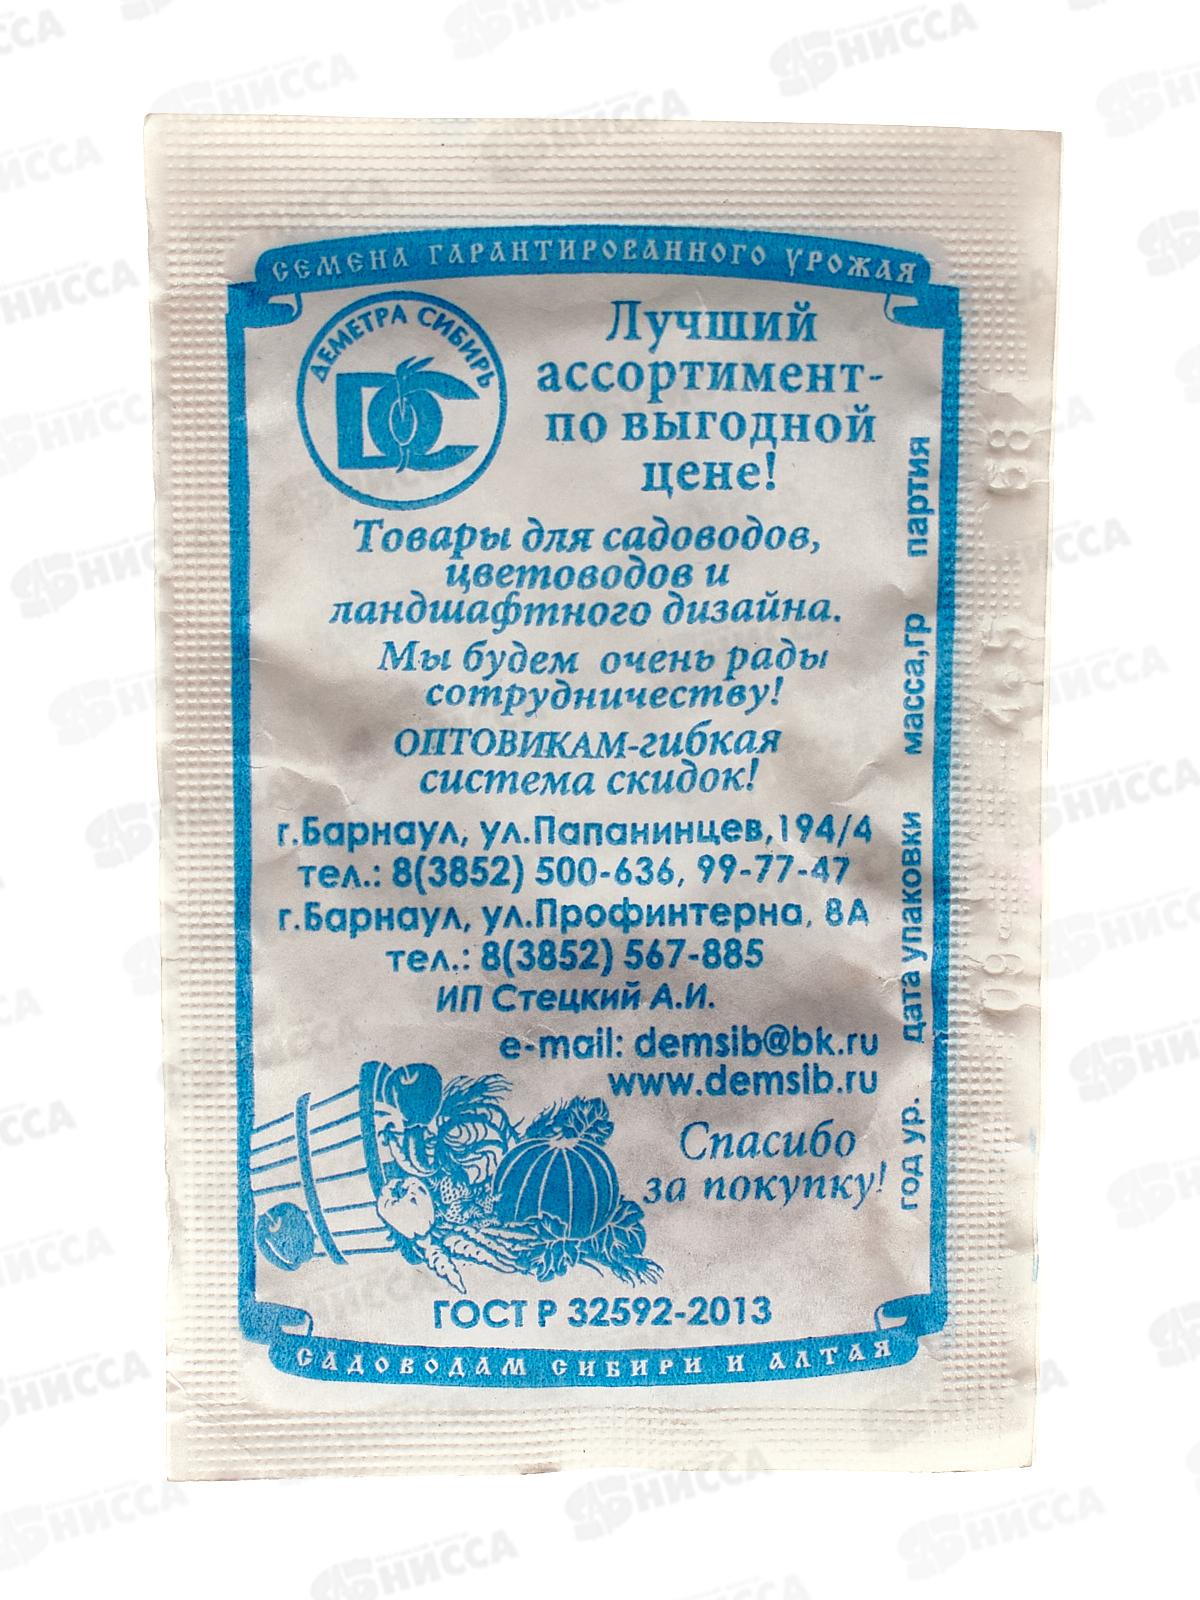 СЕМЕНА ГАРАНТИРОВАННОГО УРОЖАЯ
ДЕМЕТРА СИБИРЬ
ДС
Лучший
ассортимент-
по выгодной
цене!
Товары для садоводов,
цветоводов и
ландшафтного дизайна.
Мы будем очень рады
сотрудничеству!
ОПТОВИКАМ-гибкая
система скидок!
г.Барнаул, ул.Папанинцев,194/4
тел.: 8(3852) 500-636, 99-77-47
г.Барнаул, ул.Профинтерна, 8А
тел.: 8(3852) 567-885
ИП Стецкий А.И.
e-mail: demsib@bk.ru
www.demsib.ru
Спасибо
за покупку!
ГОСТ Р 32592-2013
САДОВОДАМ СИБИРИ И АЛТАЯ
год ур. дата упаковки масса,гр партия
НИССА